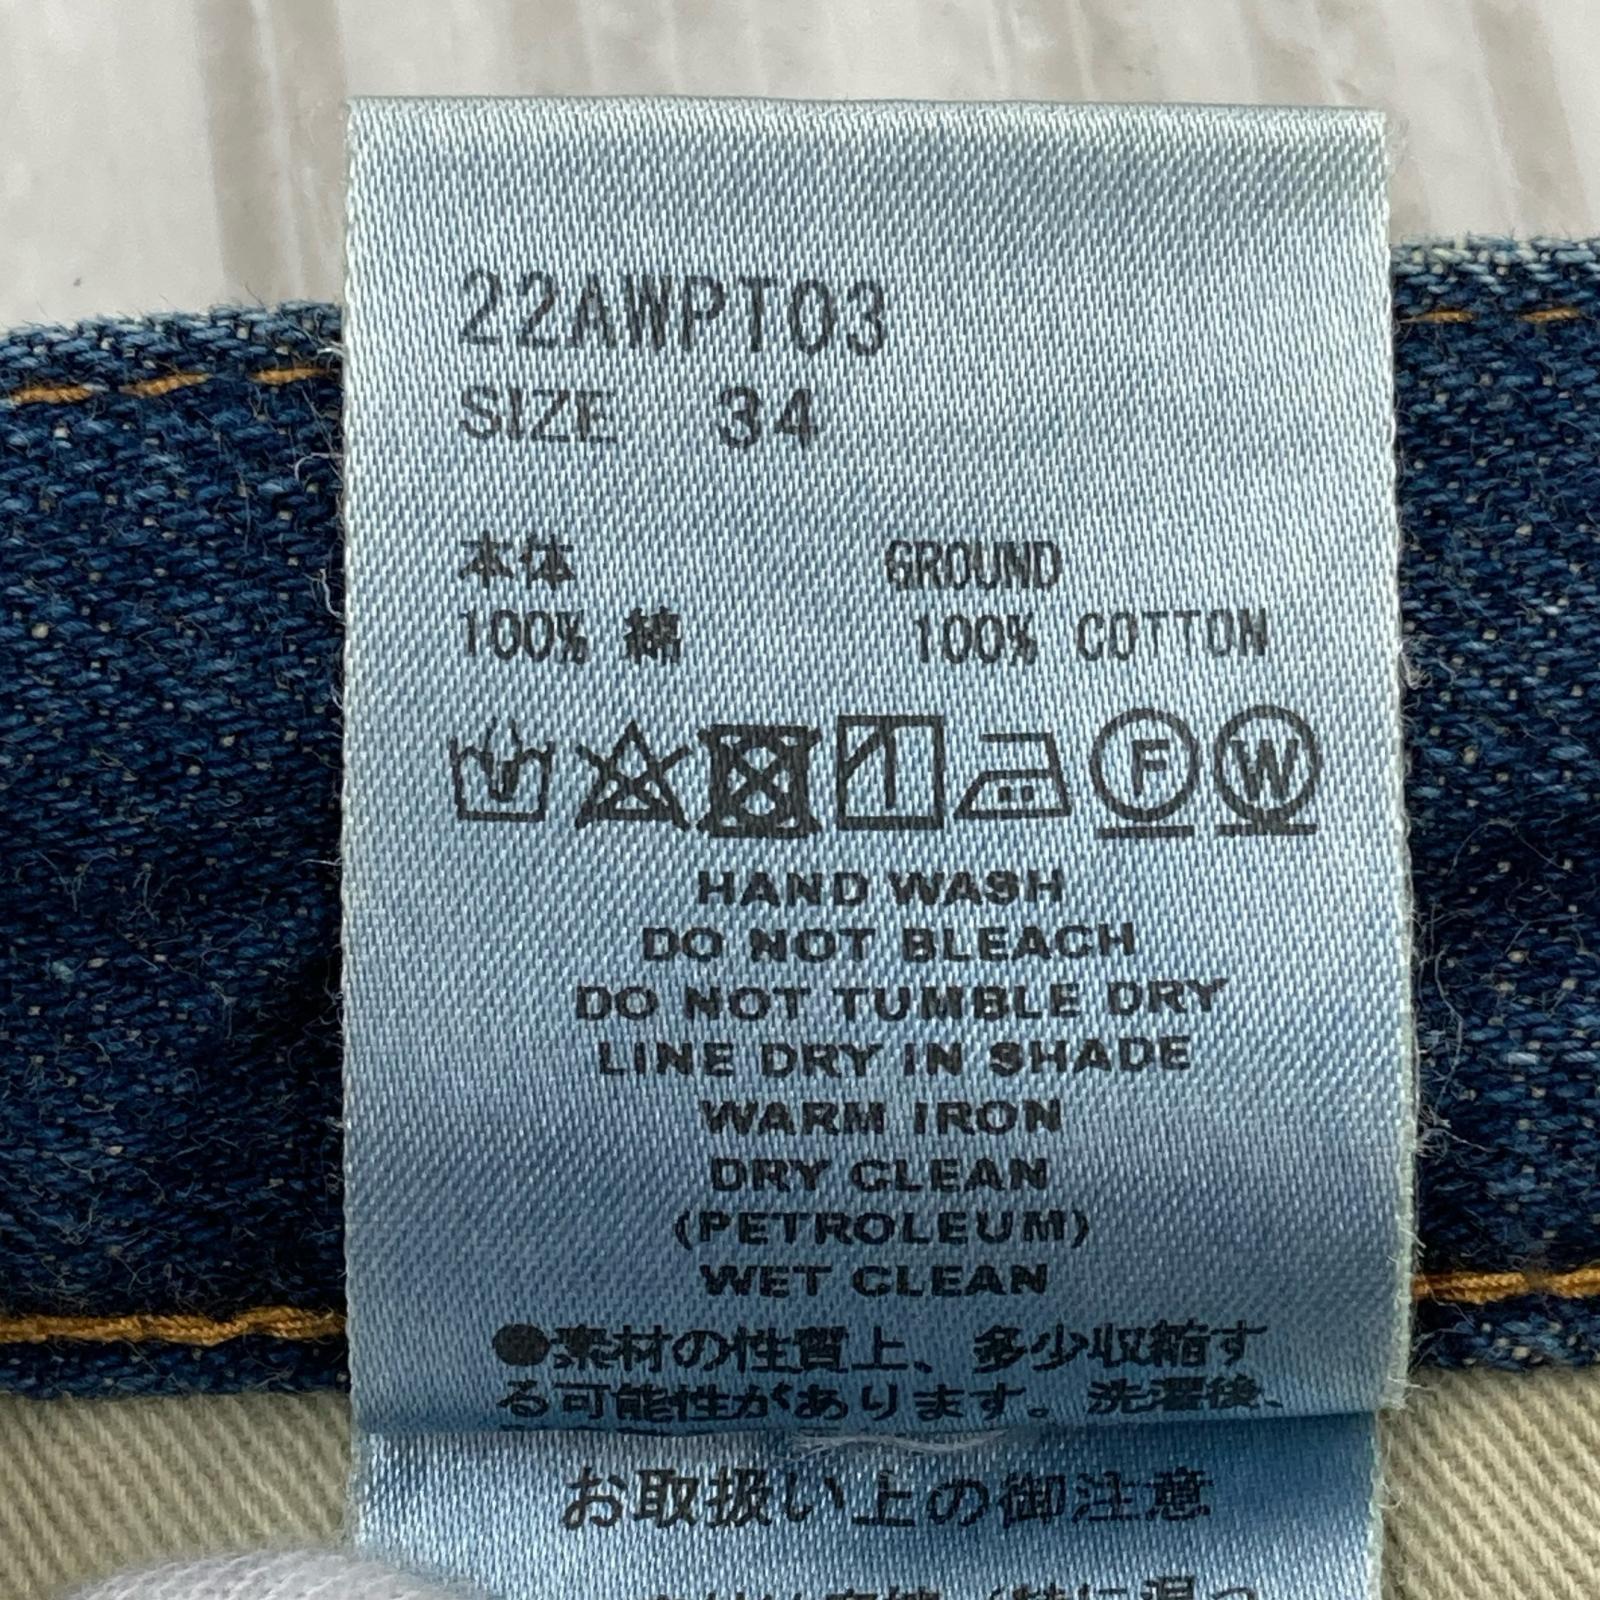 22AWPT03
SIZE 34
本体 GROUND
100% 綿 100% COTTON
F W
HAND WASH
DO NOT BLEACH
DO NOT TUMBLE DRY
LINE DRY IN SHADE
WARM IRON
DRY CLEAN
(PETROLEUM)
WET CLEAN
●素材の性質上、多少収縮す
る可能性があります。洗濯後、
お取扱い上の御注意